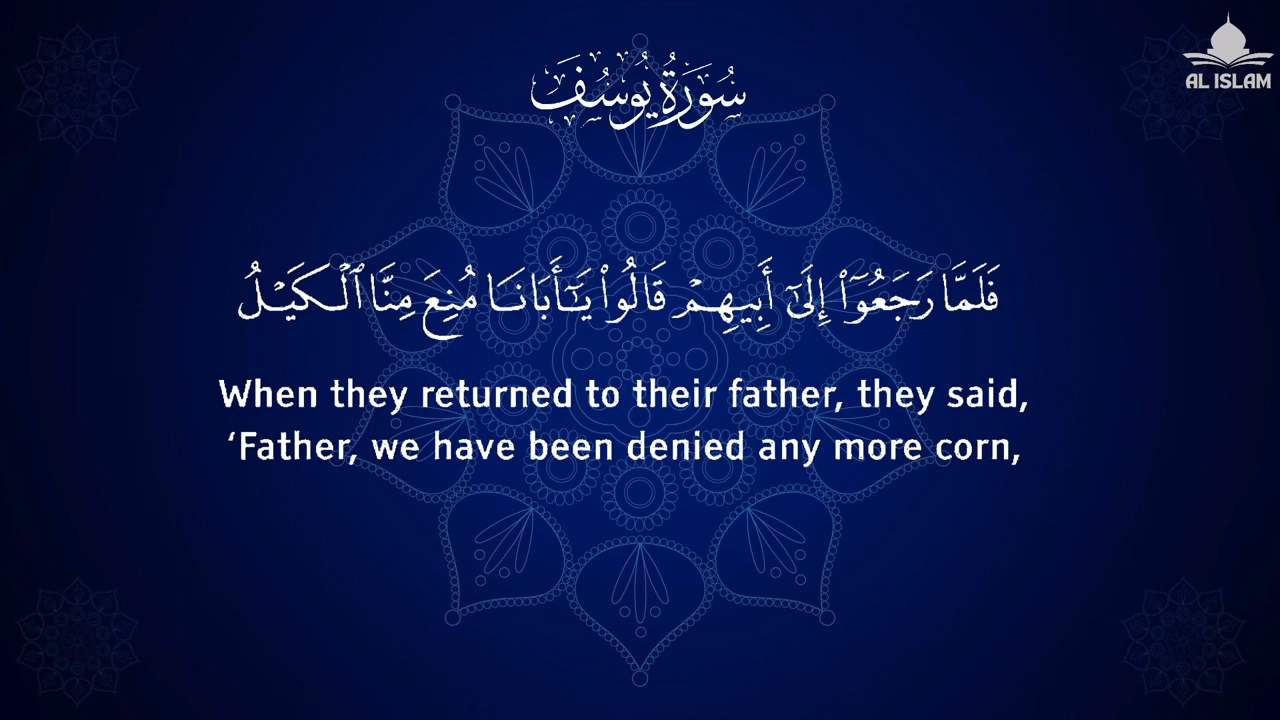 سُورَةُ يُوسُفَ
AL ISLAM
فَلَمَّا رَجَعُوٓا۟ إِلَىٰٓ أَبِيهِمْ قَالُوا۟ يَـٰٓأَبَانَا مُنِعَ مِنَّا ٱلْكَيْلُ
When they returned to their father, they said,
‘Father, we have been denied any more corn,